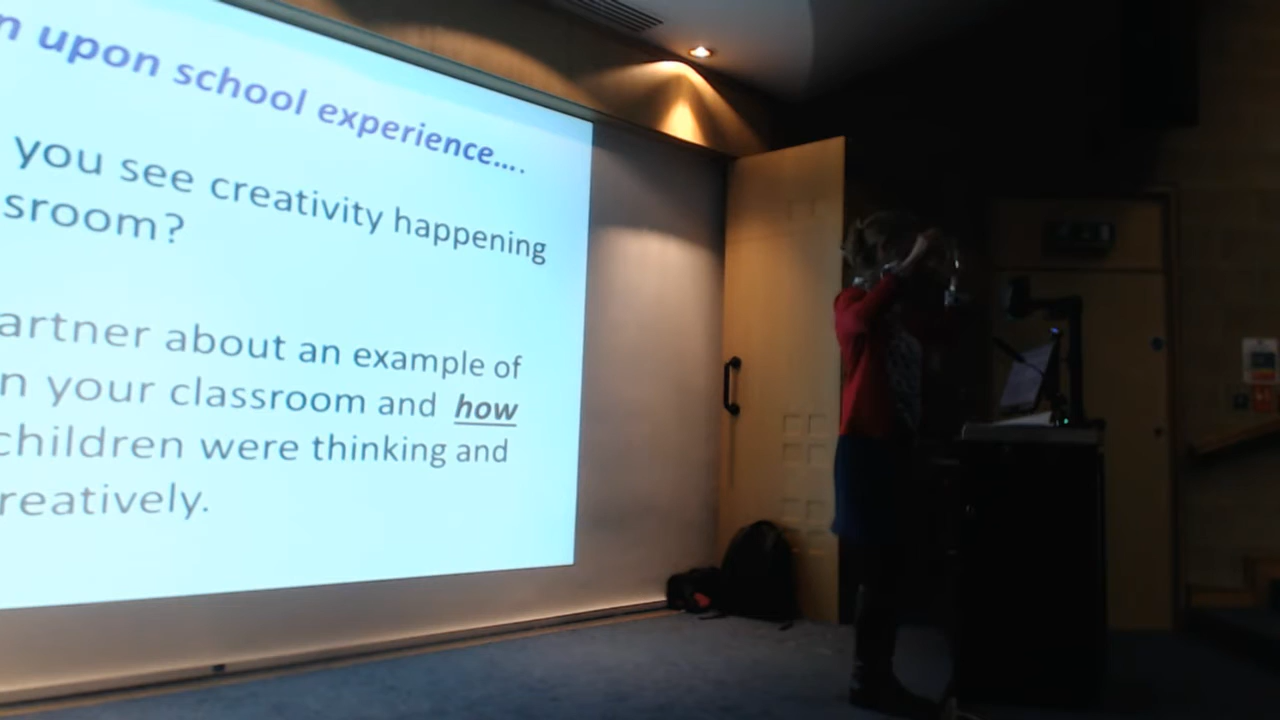 n upon school experience....
you see creativity happening
sroom?
artner about an example of
n your classroom and how
children were thinking and
reatively.